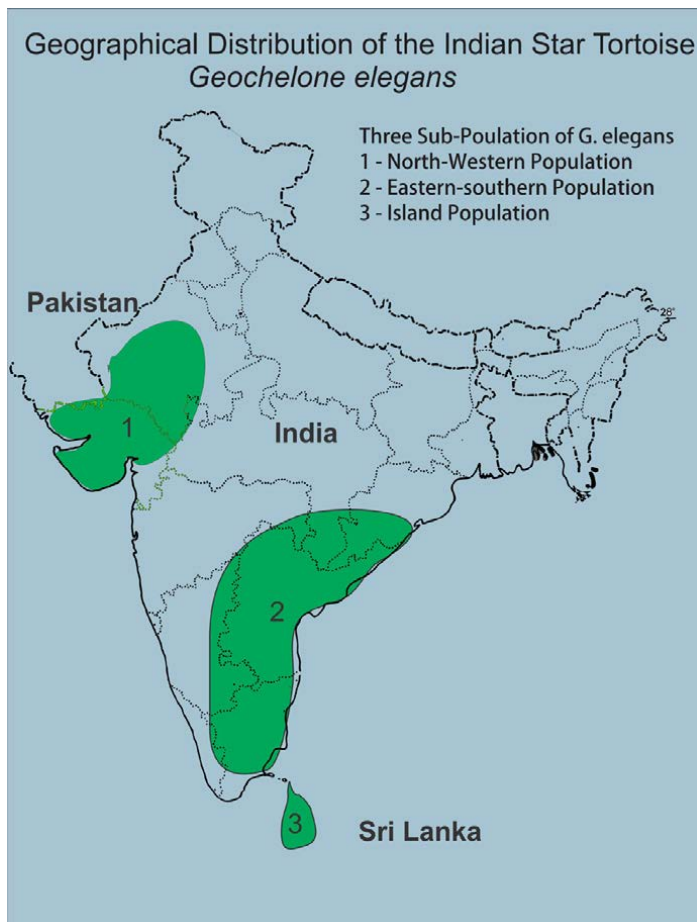 Geographical Distribution of the Indian Star Tortoise
Geochelone elegans
Three Sub-Poulation of G. elegans
1 - North-Western Population
2 - Eastern-southern Population
3 - Island Population
Pakistan
28°
1
India
2
3
Sri Lanka